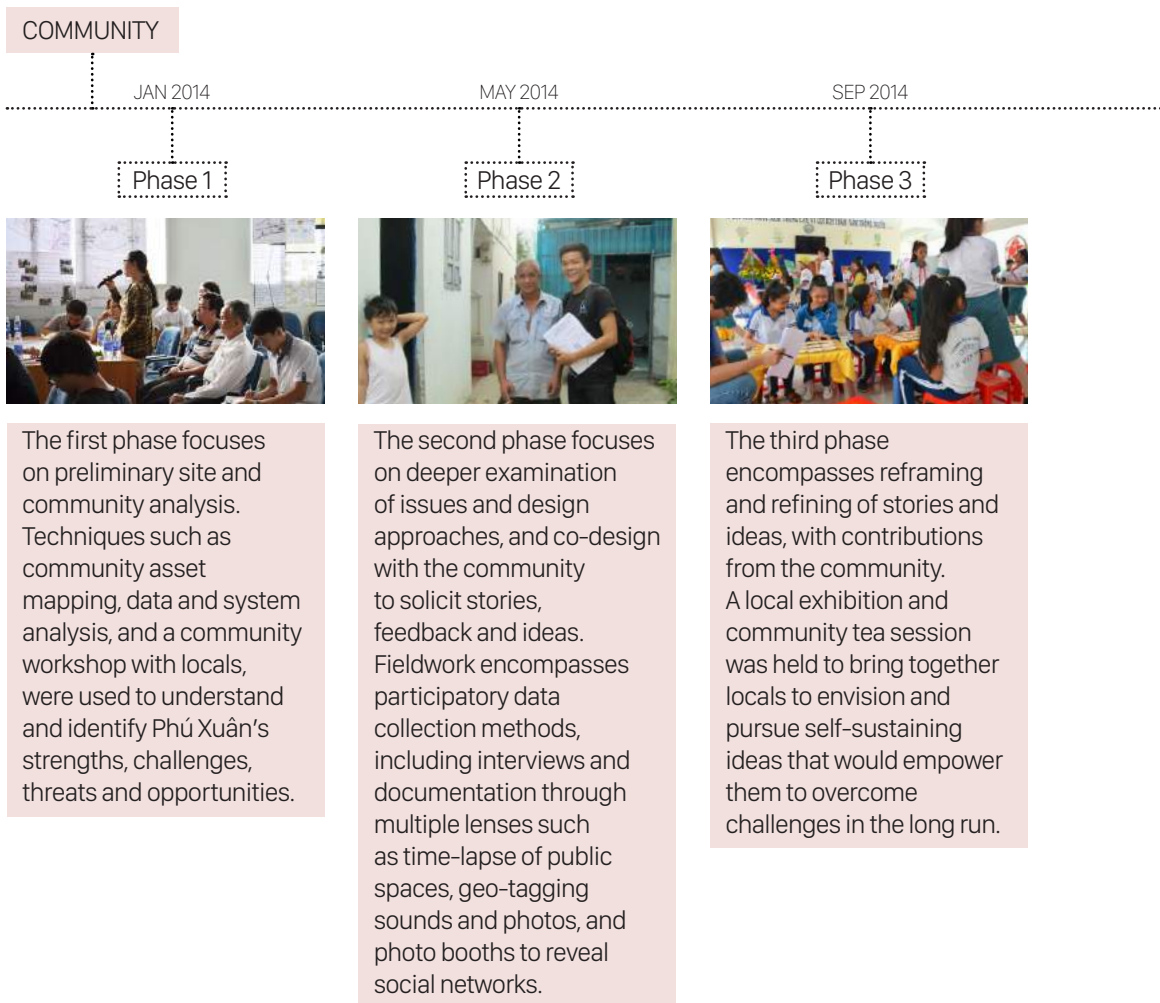 COMMUNITY
JAN 2014
MAY 2014
SEP 2014
Phase 1
Phase 2
Phase 3
The first phase focuses
on preliminary site and
community analysis.
Techniques such as
community asset
mapping, data and system
analysis, and a community
workshop with locals,
were used to understand
and identify Phú Xuân’s
strengths, challenges,
threats and opportunities.
The second phase focuses
on deeper examination
of issues and design
approaches, and co-design
with the community
to solicit stories,
feedback and ideas.
Fieldwork encompasses
participatory data
collection methods,
including interviews and
documentation through
multiple lenses such
as time-lapse of public
spaces, geo-tagging
sounds and photos, and
photo booths to reveal
social networks.
The third phase
encompasses reframing
and refining of stories and
ideas, with contributions
from the community.
A local exhibition and
community tea session
was held to bring together
locals to envision and
pursue self-sustaining
ideas that would empower
them to overcome
challenges in the long run.